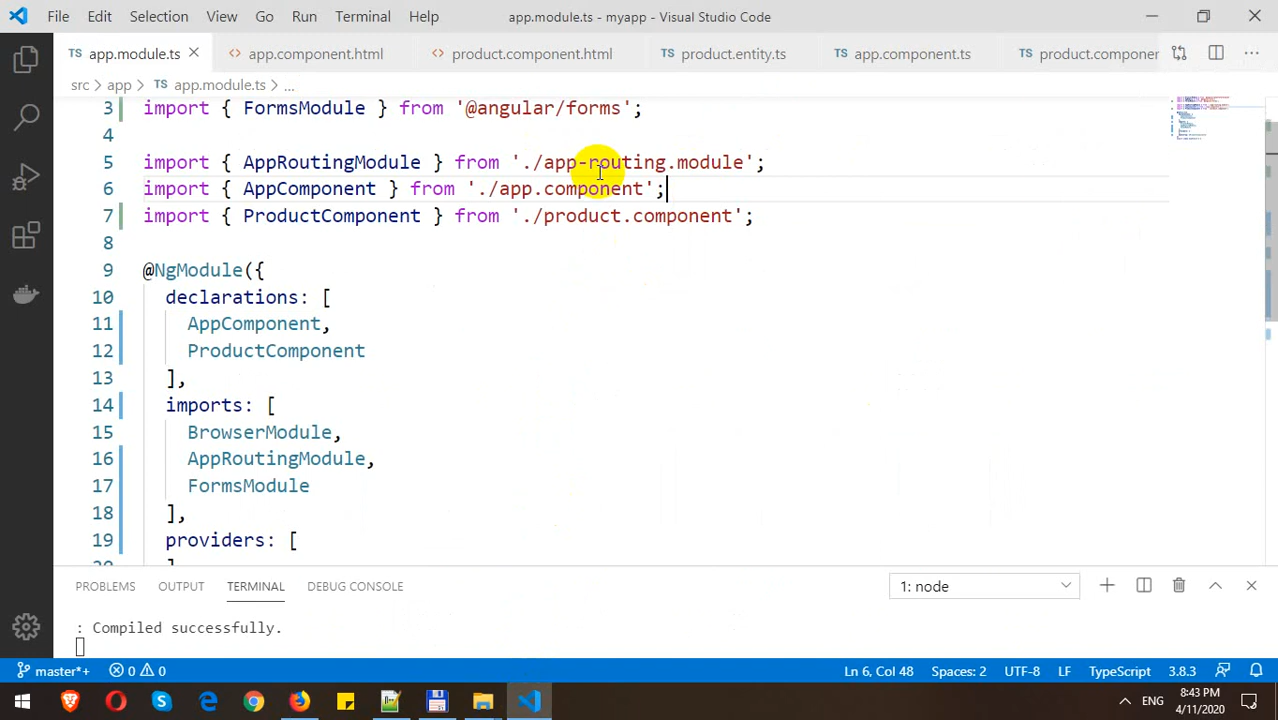 File Edit Selection View Go Run Terminal Help app.module.ts - myapp - Visual Studio Code
TS app.module.ts <> app.component.html <> product.component.html TS product.entity.ts TS app.component.ts TS product.componer
src > app > TS app.module.ts > ...
3 import { FormsModule } from '@angular/forms';
4
5 import { AppRoutingModule } from './app-routing.module';
6 import { AppComponent } from './app.component';
7 import { ProductComponent } from './product.component';
8
9 @NgModule({
10 declarations: [
11 AppComponent,
12 ProductComponent
13 ],
14 imports: [
15 BrowserModule,
16 AppRoutingModule,
17 FormsModule
18 ],
19 providers: [
PROBLEMS OUTPUT TERMINAL DEBUG CONSOLE 1: node
: Compiled successfully.
master*+ 0 0 Ln 6, Col 48 Spaces: 2 UTF-8 LF TypeScript 3.8.3
ENG 8:43 PM
4/11/2020